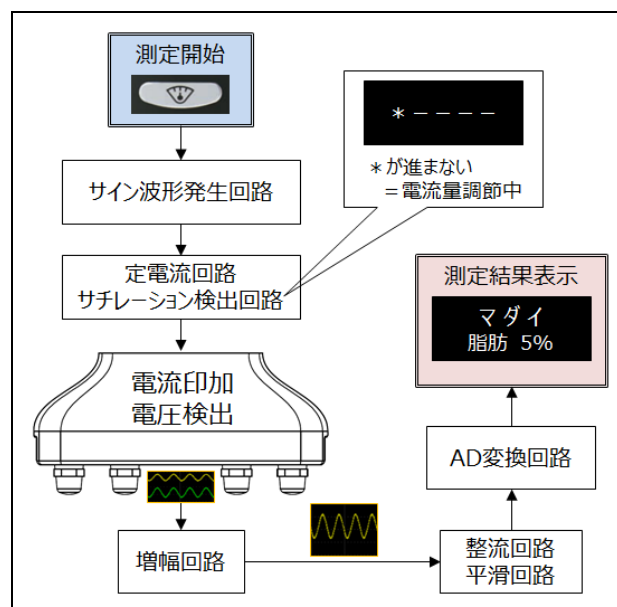 測定開始
サイン波形発生回路
定電流回路
サチレーション検出回路
*----
*が進まない
=電流量調節中
電流印加
電圧検出
増幅回路
整流回路
平滑回路
AD変換回路
測定結果表示
マダイ
脂肪 5%